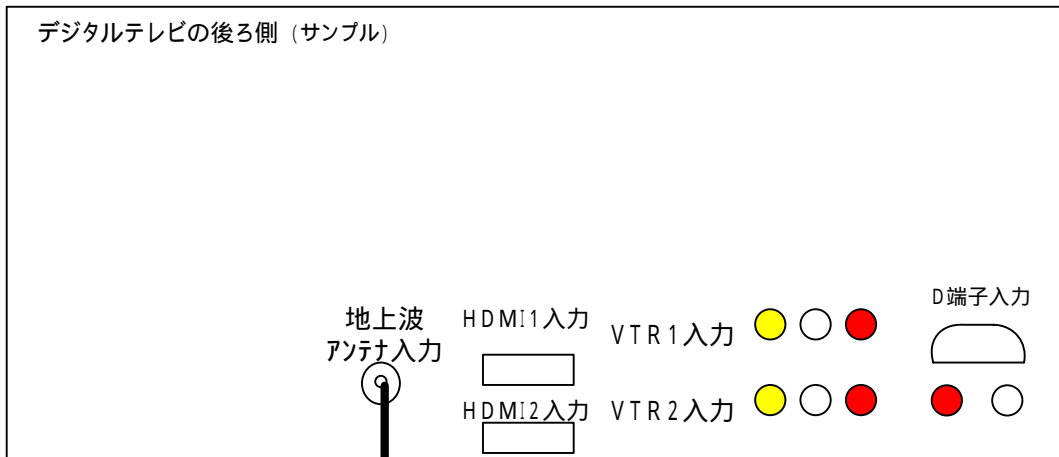 デジタルテレビの後ろ側（サンプル）
地上波
アンテナ入力
HDMI1入力
HDMI2入力
VTR1入力
VTR2入力
D端子入力